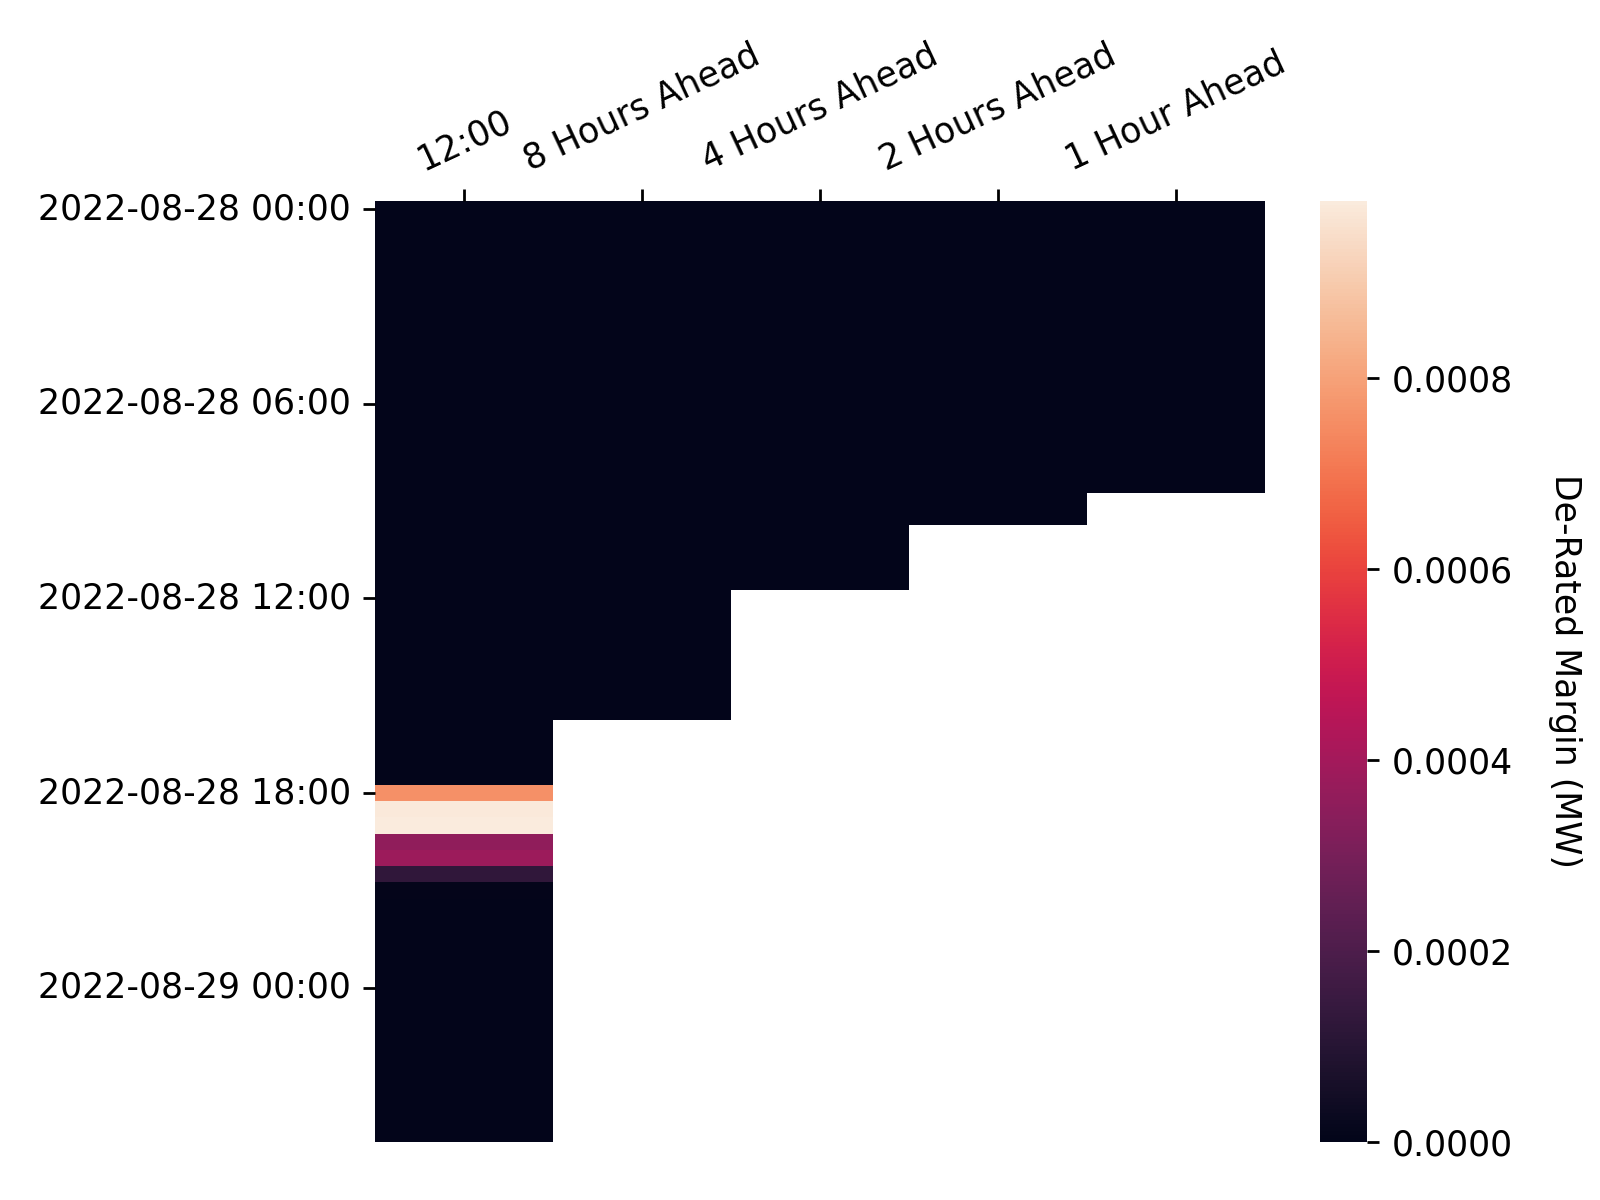 12:00
8 Hours Ahead
4 Hours Ahead
2 Hours Ahead
1 Hour Ahead
2022-08-28 00:00
2022-08-28 06:00
2022-08-28 12:00
2022-08-28 18:00
2022-08-29 00:00
0.0008
0.0006
0.0004
0.0002
0.0000
De-Rated Margin (MW)